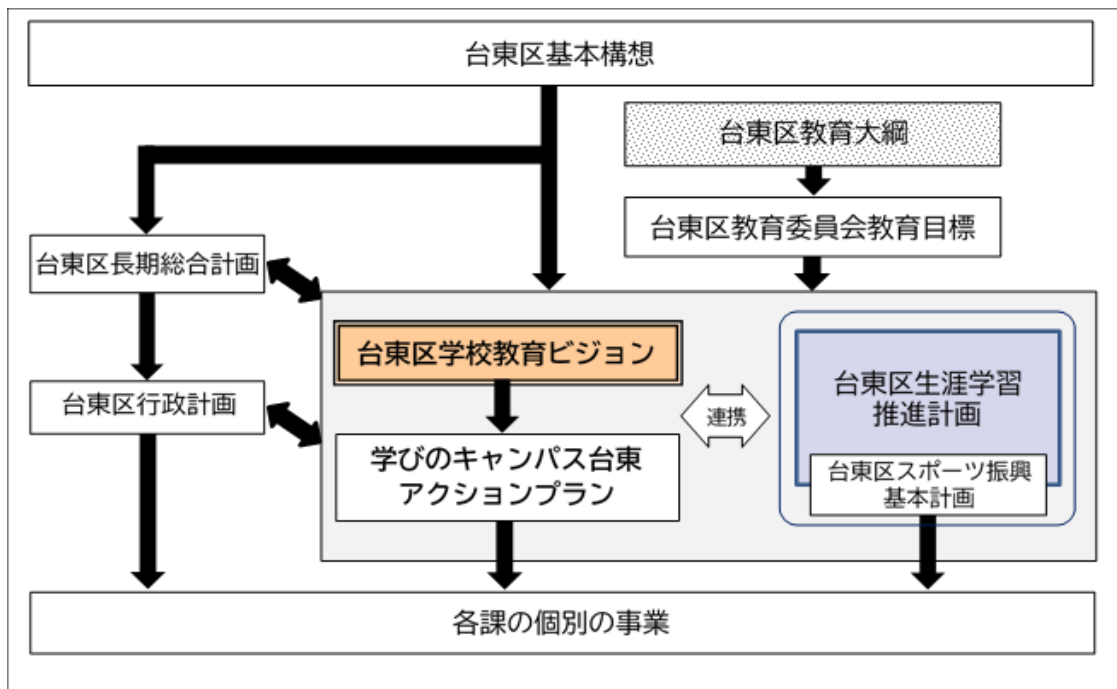 台東区基本構想
台東区教育大綱
台東区教育委員会教育目標
台東区長期総合計画
台東区学校教育ビジョン
台東区生涯学習
推進計画
台東区行政計画
連携
学びのキャンパス台東
アクションプラン
台東区スポーツ振興
基本計画
各課の個別の事業